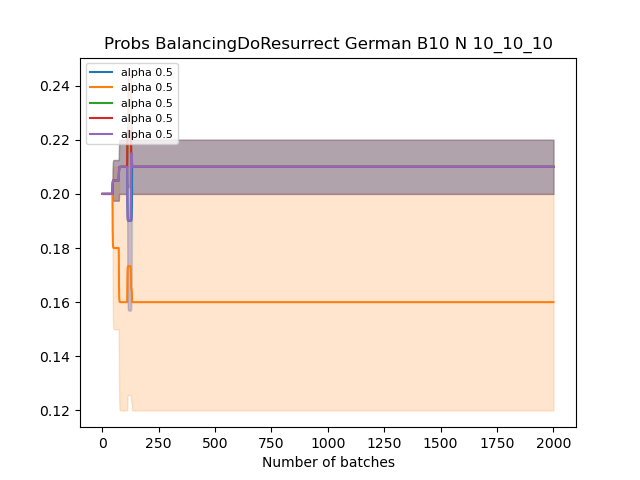 Probs BalancingDoResurrect German B10 N 10_10_10
alpha 0.5
alpha 0.5
alpha 0.5
alpha 0.5
alpha 0.5
0.24
0.22
0.20
0.18
0.16
0.14
0.12
0 250 500 750 1000 1250 1500 1750 2000
Number of batches